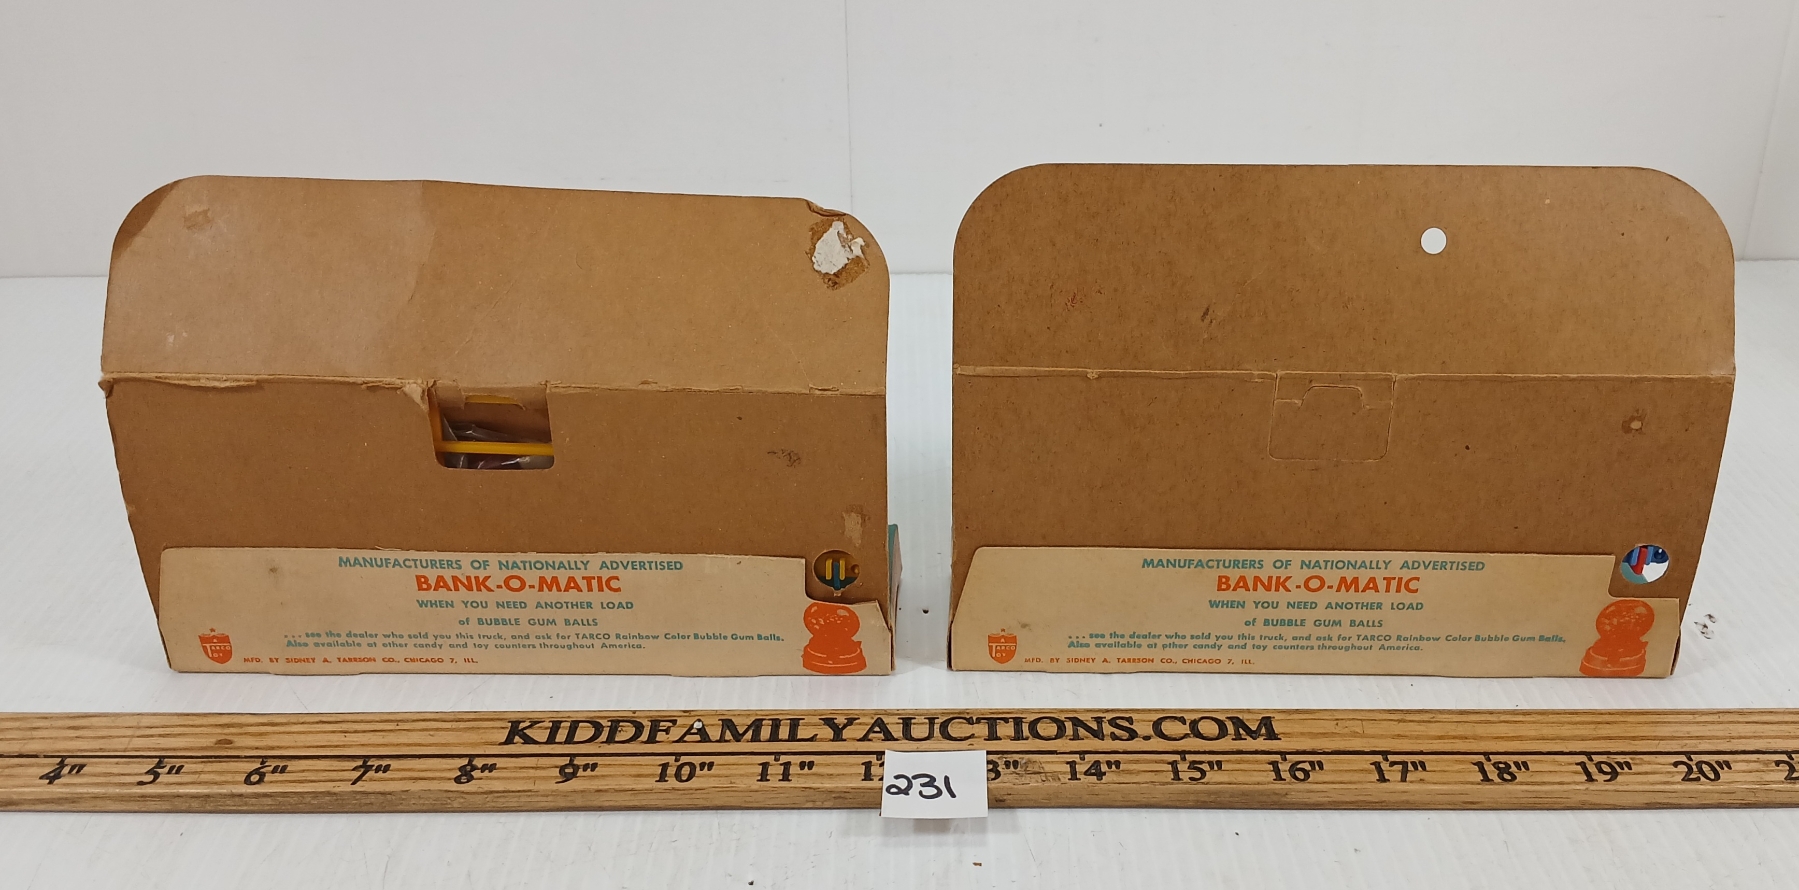 MANUFACTURERS OF NATIONALLY ADVERTISED
BANK-O-MATIC
WHEN YOU NEED ANOTHER LOAD
of BUBBLE GUM BALLS
. . . see the dealer who sold you this truck, and ask for TARCO Rainbow Color Bubble Gum Balls.
Also available at other candy and toy counters throughout America.
TARCO
TOY
MFD. BY SIDNEY A. TARRSON CO., CHICAGO 7, ILL.
MANUFACTURERS OF NATIONALLY ADVERTISED
BANK-O-MATIC
WHEN YOU NEED ANOTHER LOAD
of BUBBLE GUM BALLS
. . . see the dealer who sold you this truck, and ask for TARCO Rainbow Color Bubble Gum Balls.
Also available at other candy and toy counters throughout America.
TARCO
TOY
MFD. BY SIDNEY A. TARRSON CO., CHICAGO 7, ILL.
KIDDFAMILYAUCTIONS.COM
4" 5" 6" 7" 8" 9" 10" 11" 14" 15" 16" 17" 18" 19" 20"
231